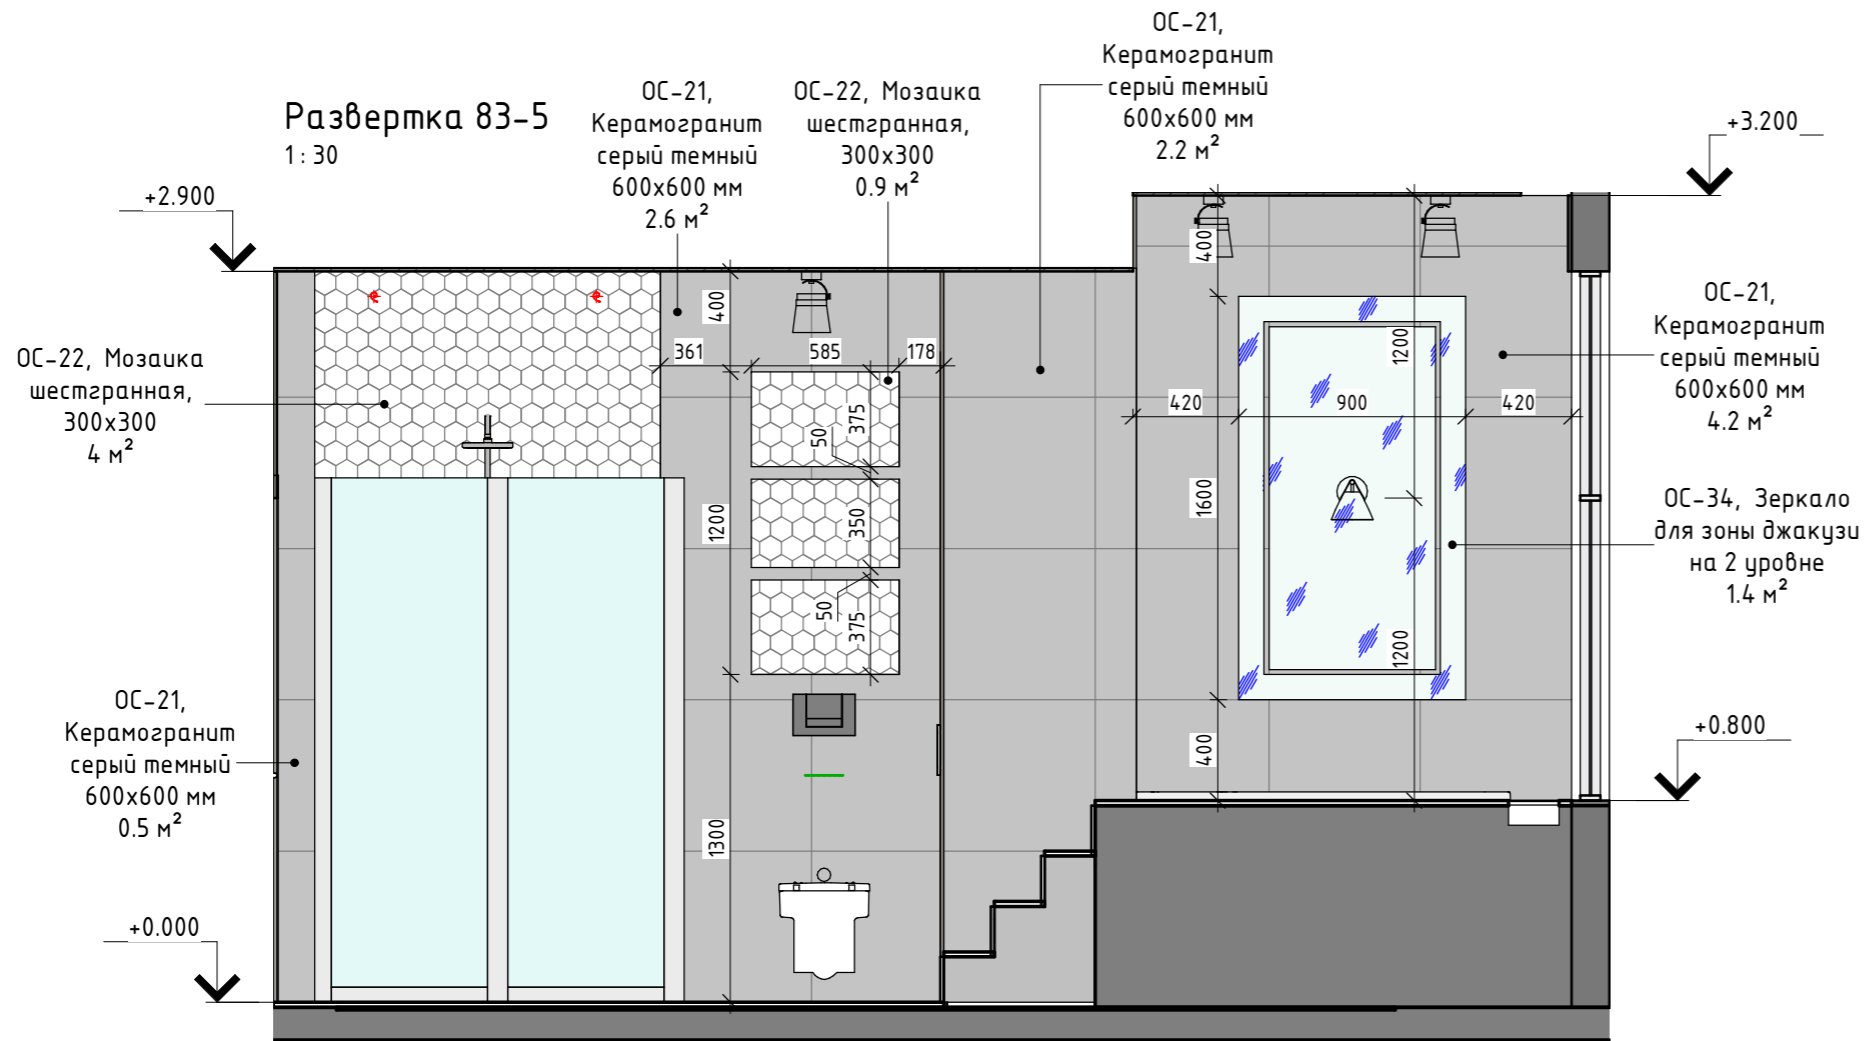 ОС-21,
Керамогранит
серый темный
600х600 мм
2.2 м²
ОС-21,
Керамогранит
серый темный
600х600 мм
2.6 м²
ОС-22, Мозаика
шестгранная,
300х300
0.9 м²
Развертка 83-5
1 : 30
+3.200
+2.900
400
400
ОС-21,
Керамогранит
серый темный
600х600 мм
4.2 м²
361
585
178
1200
ОС-22, Мозаика
шестгранная,
300х300
4 м²
420
900
420
375
50
1200
350
1600
ОС-34, Зеркало
для зоны джакузи
на 2 уровне
1.4 м²
50
375
1200
ОС-21,
Керамогранит
серый темный
600х600 мм
0.5 м²
+0.800
400
1300
+0.000